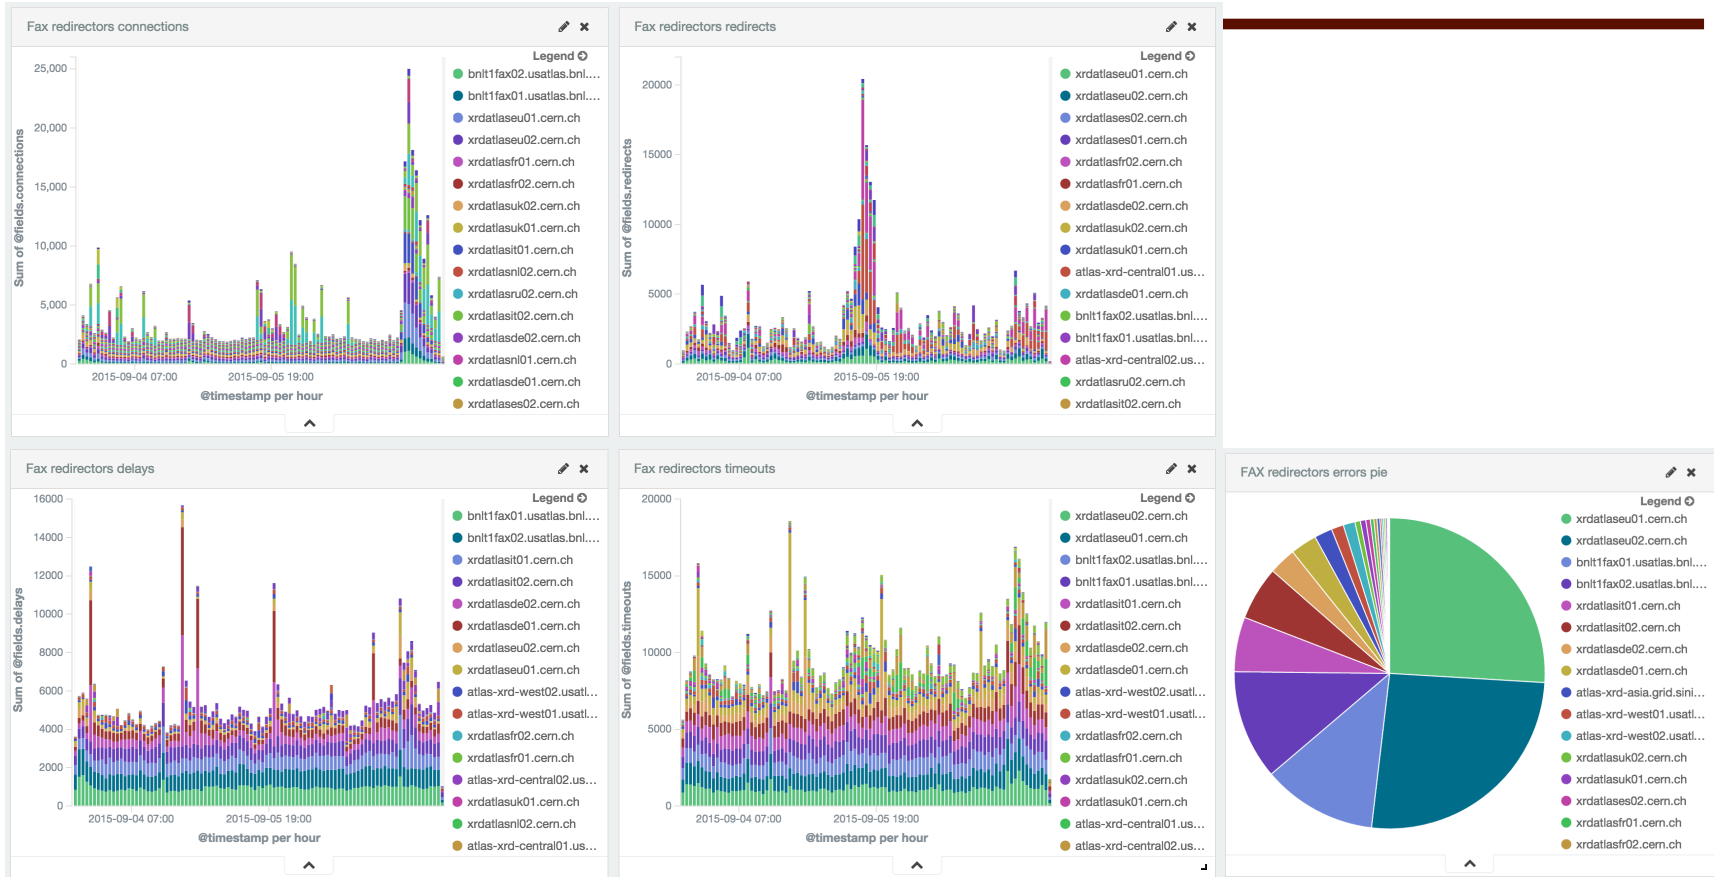 Fax redirectors connections
Legend
25,000
20,000
15,000
10,000
5,000
0
Sum of @fields.connections
2015-09-04 07:00
2015-09-05 19:00
@timestamp per hour
bnlt1fax02.usatlas.bnl....
bnlt1fax01.usatlas.bnl....
xrdatlaseu01.cern.ch
xrdatlaseu02.cern.ch
xrdatlasfr01.cern.ch
xrdatlasfr02.cern.ch
xrdatlasuk02.cern.ch
xrdatlasuk01.cern.ch
xrdatlasit01.cern.ch
xrdatlasnl02.cern.ch
xrdatlasru02.cern.ch
xrdatlasit02.cern.ch
xrdatlasde02.cern.ch
xrdatlasnl01.cern.ch
xrdatlasde01.cern.ch
xrdatlases02.cern.ch
Fax redirectors redirects
Legend
20000
15000
10000
5000
0
Sum of @fields.redirects
2015-09-04 07:00
2015-09-05 19:00
@timestamp per hour
xrdatlaseu01.cern.ch
xrdatlaseu02.cern.ch
xrdatlases02.cern.ch
xrdatlases01.cern.ch
xrdatlasfr02.cern.ch
xrdatlasfr01.cern.ch
xrdatlasde02.cern.ch
xrdatlasuk02.cern.ch
xrdatlasuk01.cern.ch
atlas-xrd-central01.us...
xrdatlasde01.cern.ch
bnlt1fax02.usatlas.bnl....
bnlt1fax01.usatlas.bnl....
atlas-xrd-central02.us...
xrdatlasru02.cern.ch
xrdatlasit02.cern.ch
Fax redirectors delays
Legend
16000
14000
12000
10000
8000
6000
4000
2000
0
Sum of @fields.delays
2015-09-04 07:00
2015-09-05 19:00
@timestamp per hour
bnlt1fax01.usatlas.bnl....
bnlt1fax02.usatlas.bnl....
xrdatlasit01.cern.ch
xrdatlasit02.cern.ch
xrdatlasde02.cern.ch
xrdatlasde01.cern.ch
xrdatlaseu02.cern.ch
xrdatlaseu01.cern.ch
atlas-xrd-west02.usatl...
atlas-xrd-west01.usatl...
xrdatlasfr02.cern.ch
xrdatlasfr01.cern.ch
atlas-xrd-central02.us...
xrdatlasuk01.cern.ch
xrdatlasnl02.cern.ch
atlas-xrd-central01.us...
Fax redirectors timeouts
Legend
20000
15000
10000
5000
0
Sum of @fields.timeouts
2015-09-04 07:00
2015-09-05 19:00
@timestamp per hour
xrdatlaseu02.cern.ch
xrdatlaseu01.cern.ch
bnlt1fax02.usatlas.bnl....
bnlt1fax01.usatlas.bnl....
xrdatlasit01.cern.ch
xrdatlasit02.cern.ch
xrdatlasde02.cern.ch
xrdatlasde01.cern.ch
atlas-xrd-west02.usatl...
atlas-xrd-west01.usatl...
xrdatlasfr02.cern.ch
xrdatlasfr01.cern.ch
xrdatlasuk02.cern.ch
xrdatlasuk01.cern.ch
atlas-xrd-central01.us...
atlas-xrd-central02.us...
FAX redirectors errors pie
Legend
xrdatlaseu01.cern.ch
xrdatlaseu02.cern.ch
bnlt1fax01.usatlas.bnl....
bnlt1fax02.usatlas.bnl....
xrdatlasit01.cern.ch
xrdatlasit02.cern.ch
xrdatlasde02.cern.ch
xrdatlasde01.cern.ch
atlas-xrd-asia.grid.sini...
atlas-xrd-west01.usatl...
atlas-xrd-west02.usatl...
xrdatlasuk02.cern.ch
xrdatlasuk01.cern.ch
xrdatlases02.cern.ch
xrdatlasfr01.cern.ch
xrdatlasfr02.cern.ch